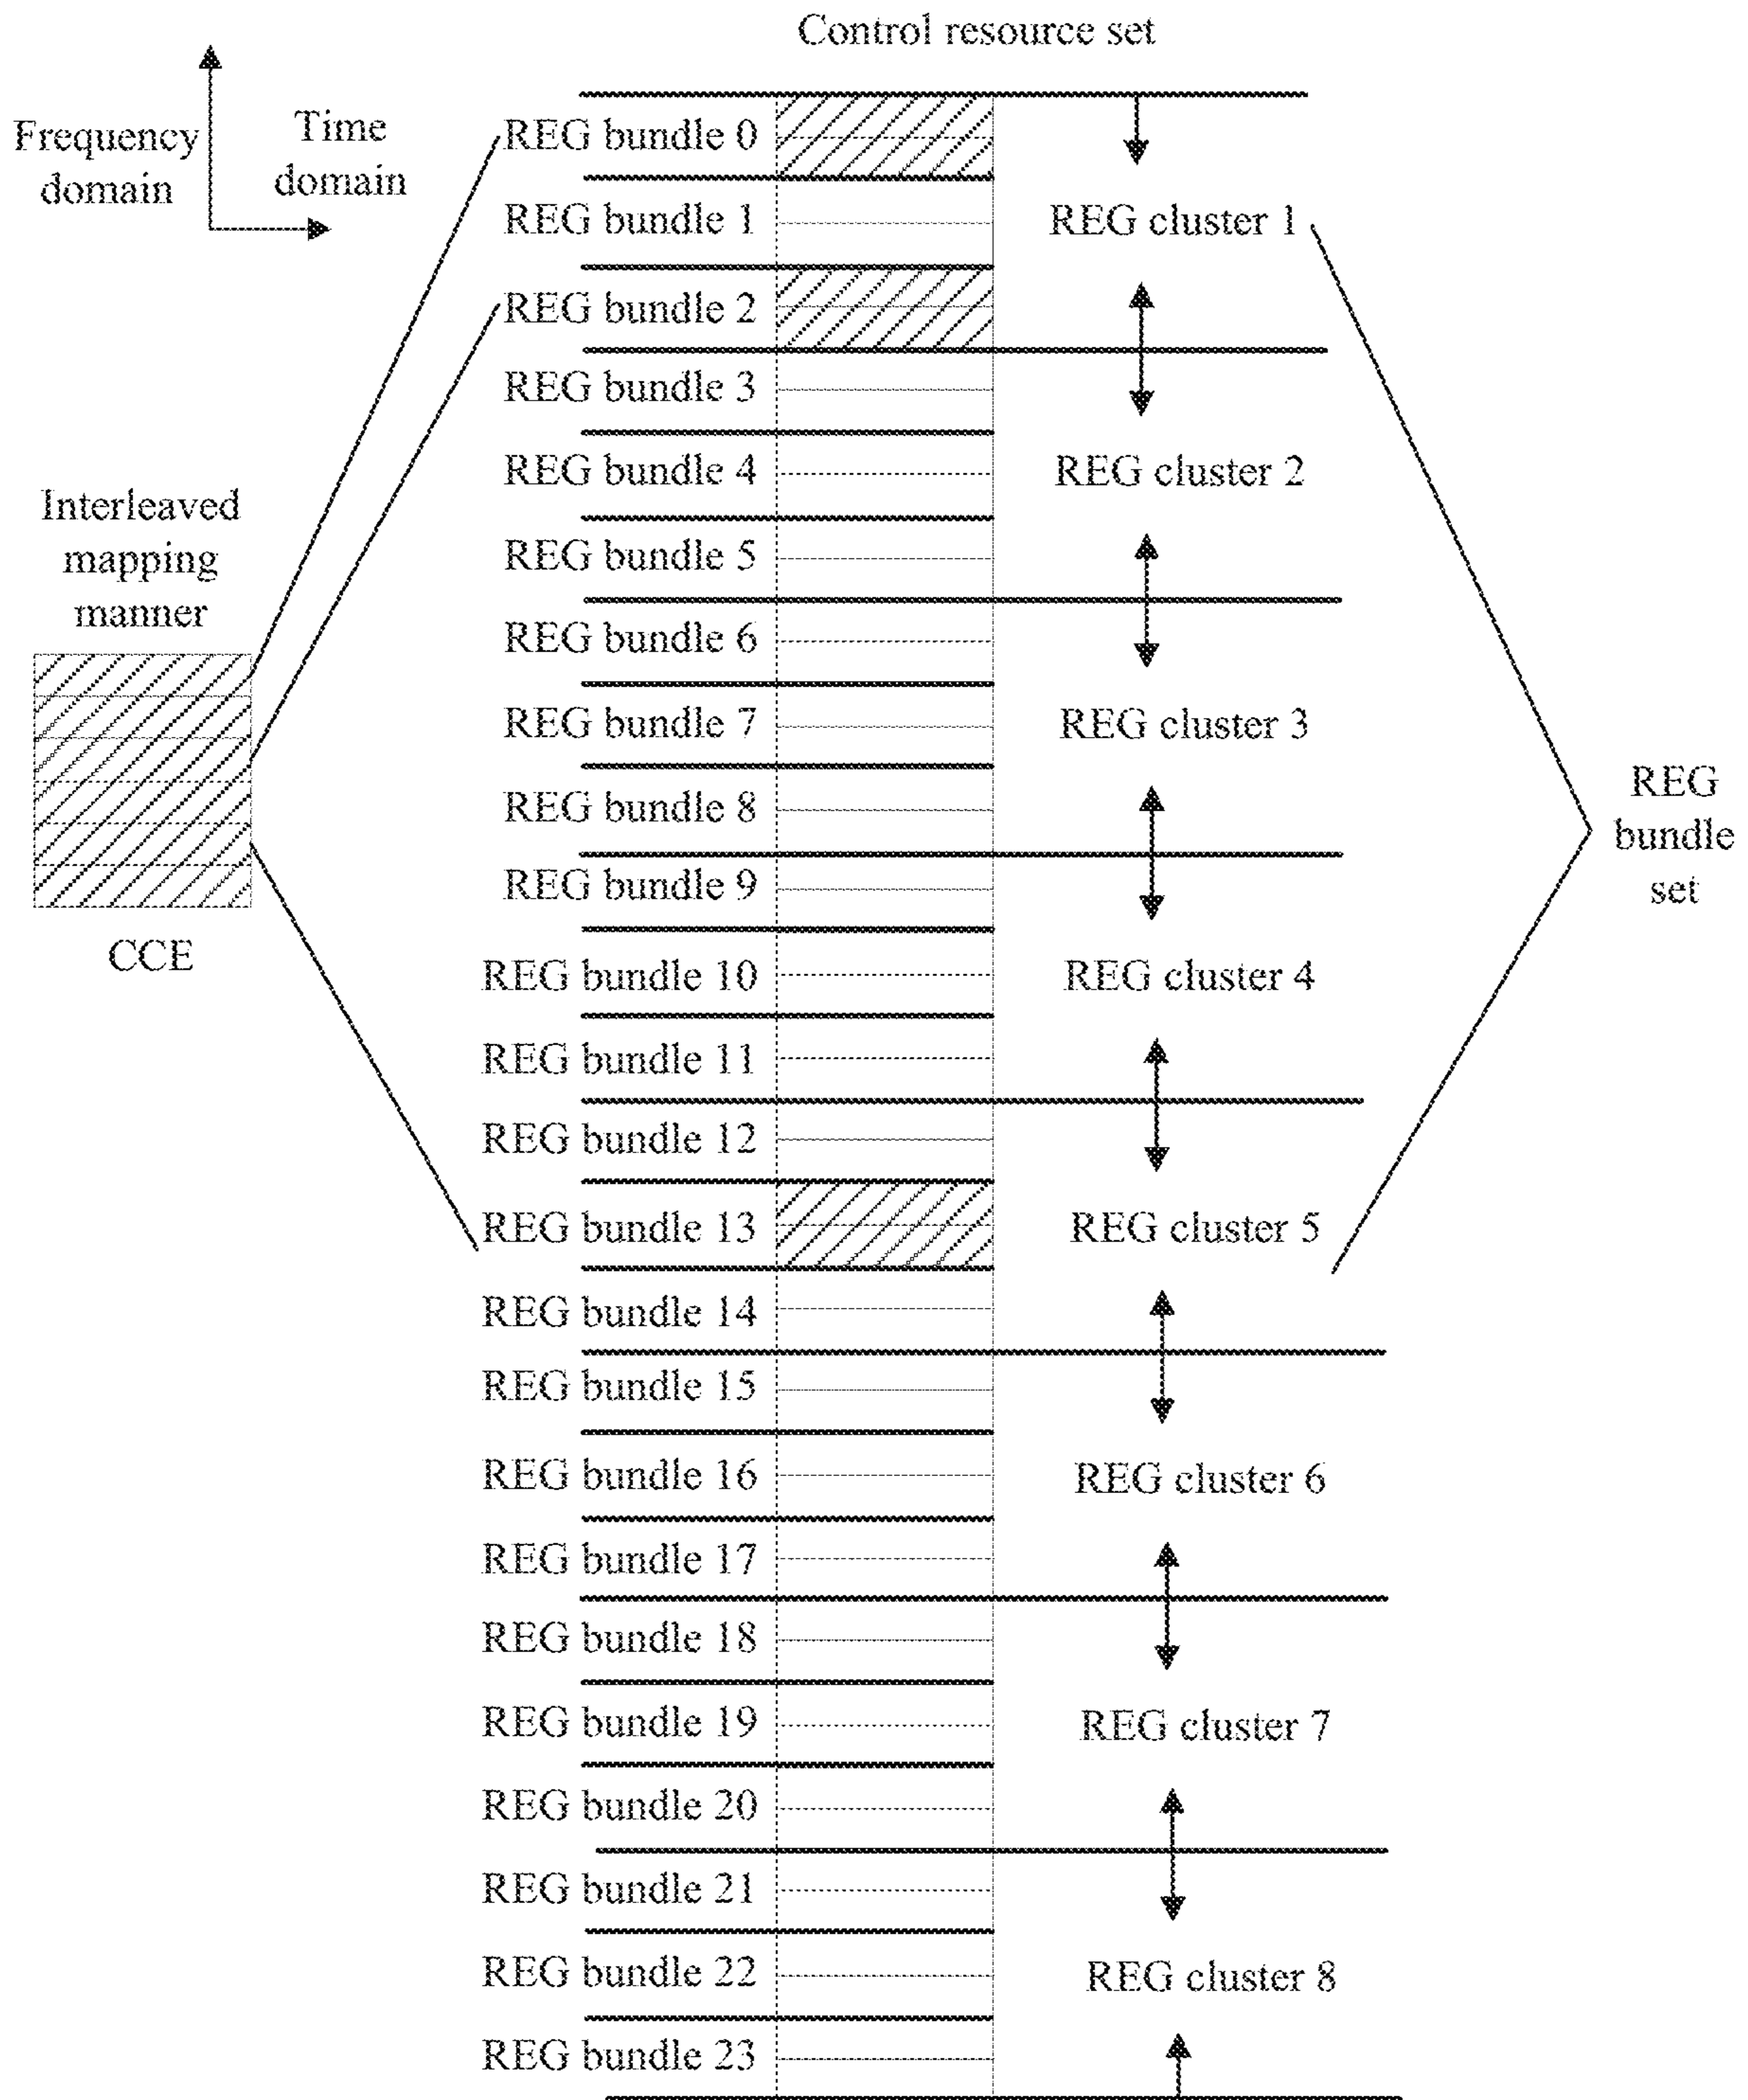 Control resource set
Frequency
domain
Time
domain
Interleaved
mapping
manner
CCE
REG bundle 0
REG bundle 1
REG bundle 2
REG bundle 3
REG bundle 4
REG bundle 5
REG bundle 6
REG bundle 7
REG bundle 8
REG bundle 9
REG bundle 10
REG bundle 11
REG bundle 12
REG bundle 13
REG bundle 14
REG bundle 15
REG bundle 16
REG bundle 17
REG bundle 18
REG bundle 19
REG bundle 20
REG bundle 21
REG bundle 22
REG bundle 23
REG cluster 1
REG cluster 2
REG cluster 3
REG cluster 4
REG cluster 5
REG cluster 6
REG cluster 7
REG cluster 8
REG
bundle
set